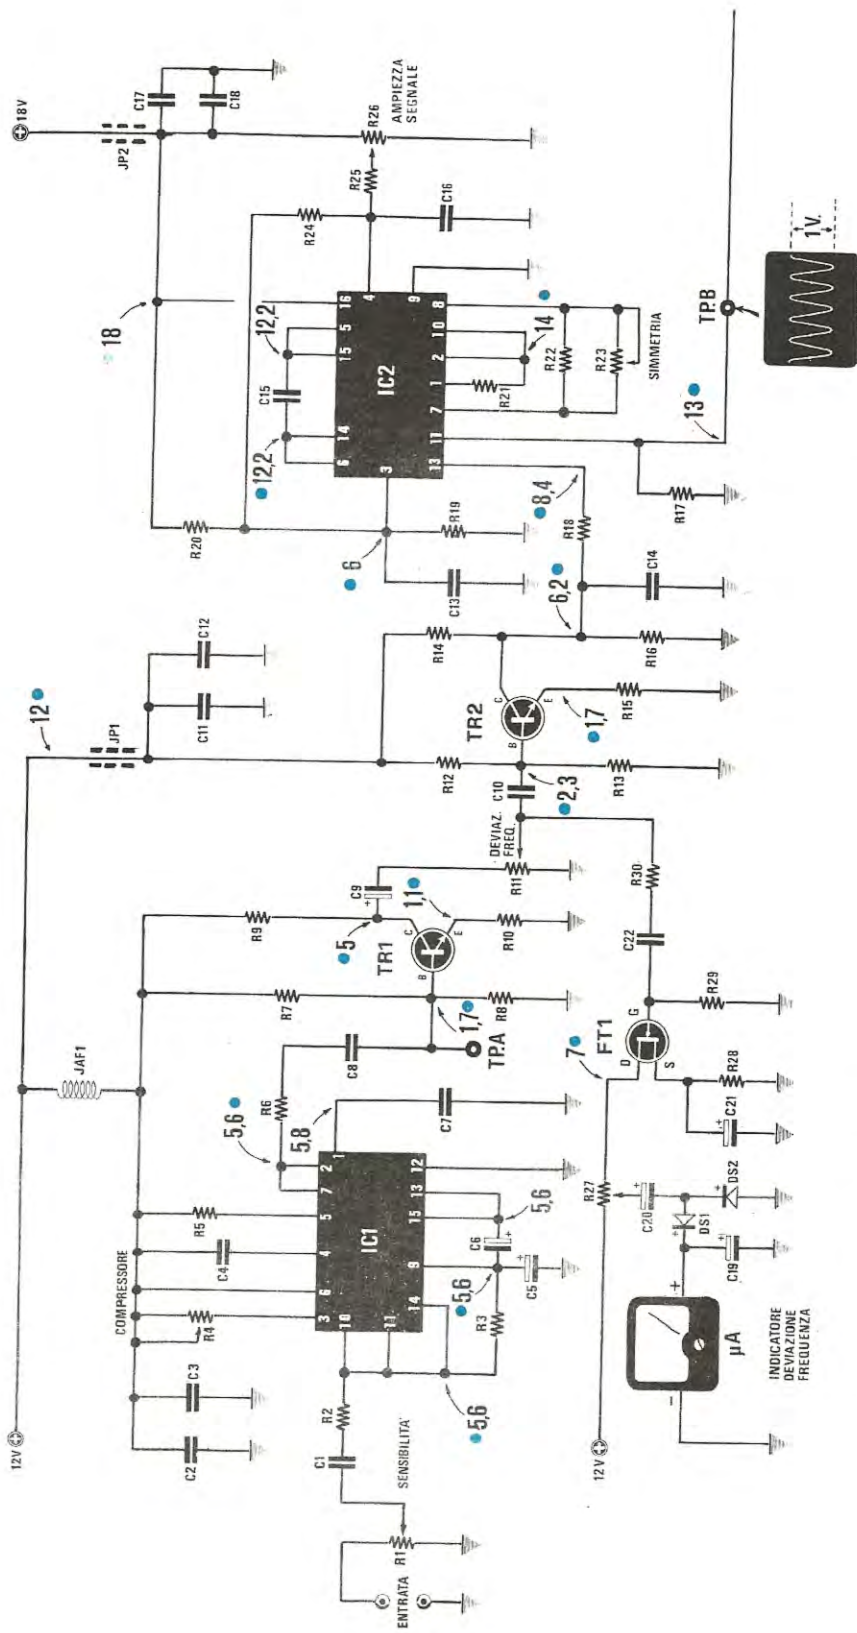 12V
18V
JAF1
12
JP1
JP2
C17
C18
C11
C12
18
COMPRESSORE
C2
C3
R4
C4
R5
5,6
R6
C8
R7
R9
5
C9
R12
R14
R20
R24
R25
R26
AMPIEZZA
SEGNALE
3
6
4
5
7
2
1
IC1
10
11
14
9
15
13
12
5,8
C7
TP.A
1,7
R8
TR1
B
C
E
1,1
R10
R11
DEVIAZ.
FREQ.
C10
2,3
R13
TR2
B
C
E
1,7
R15
R16
6,2
C14
R18
8,4
6
C13
R19
12,2
C15
12,2
6
14
15
5
16
3
IC2
4
9
13
11
7
1
2
10
8
C16
R21
14
R22
R23
SIMMETRIA
R17
13
TP.B
1V.
ENTRATA
R1
SENSIBILITA'
C1
R2
5,6
R3
5,6
C6
+
C5
+
5,6
12V
R27
7
D
S
G
FT1
C22
R30
R29
R28
C21
+
C20
+
DS1
+
DS2
+
C19
+
+
-
µA
INDICATORE
DEVIAZIONE
FREQUENZA